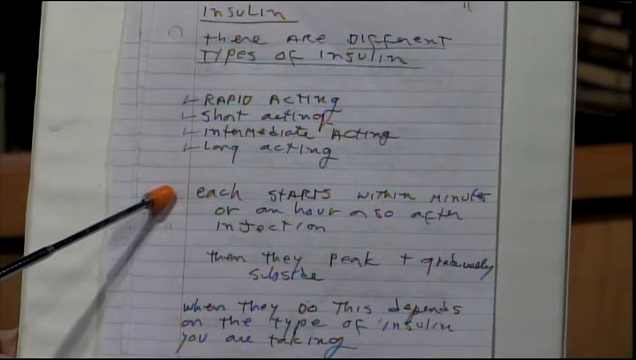 INSULIN
THERE ARE DIFFERENT
TYPES OF INSULIN
RAPID ACTING
Short acting
Intermediate Acting
Long acting
each STARTS within minutes
or an hour or so after
injection
then they peak + gradually
subside
when they DO This depends
on the type of insulin
you are taking